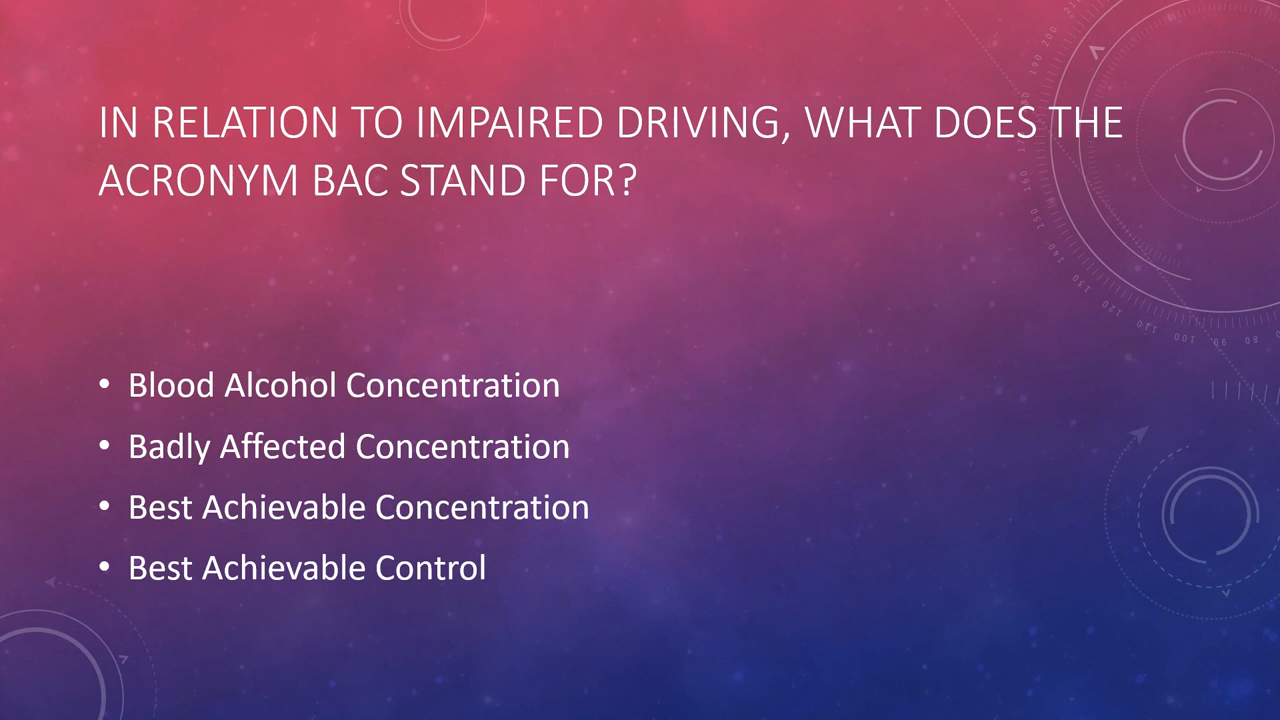 IN RELATION TO IMPAIRED DRIVING, WHAT DOES THE
ACRONYM BAC STAND FOR?
• Blood Alcohol Concentration
• Badly Affected Concentration
• Best Achievable Concentration
• Best Achievable Control